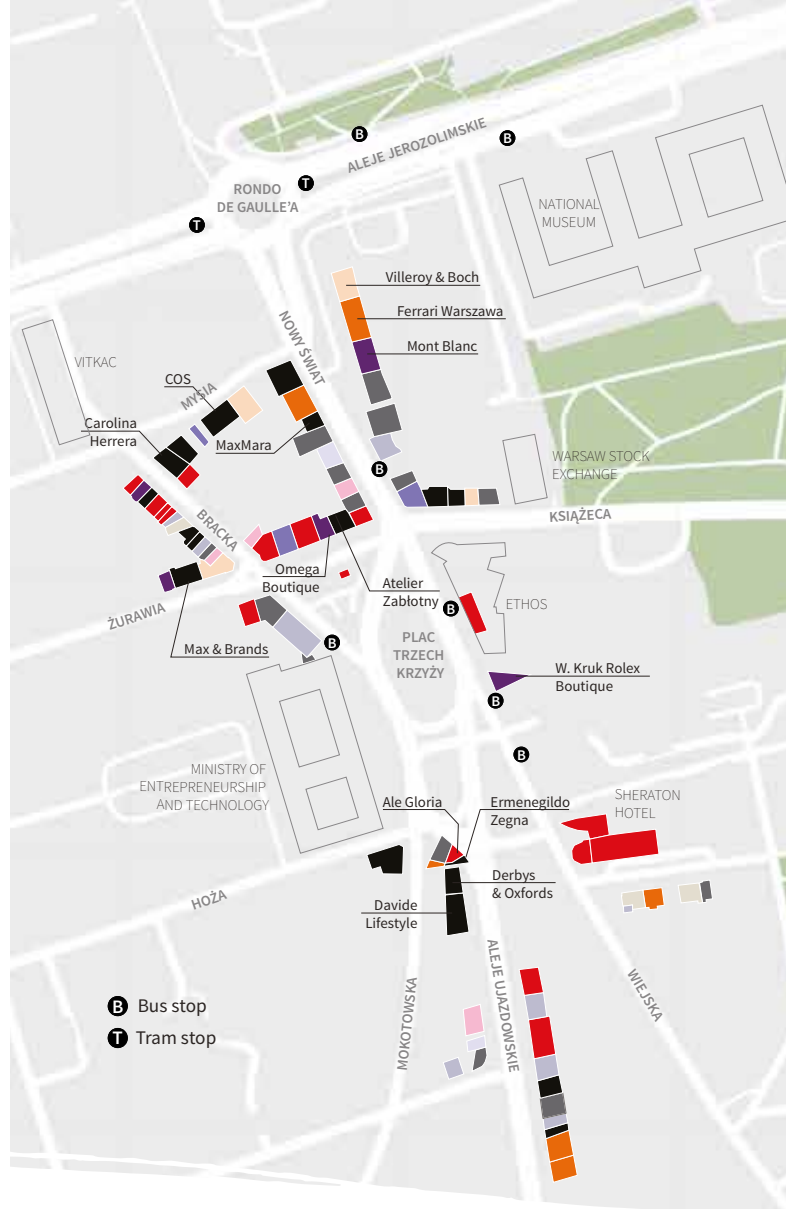 B
B
ALEJE JEROZOLIMSKIE
T
RONDO
DE GAULLE'A
T
NATIONAL
MUSEUM
Villeroy & Boch
Ferrari Warszawa
Mont Blanc
NOWY ŚWIAT
VITKAC
COS
MYSIA
Carolina
Herrera
MaxMara
B
WARSAW STOCK
EXCHANGE
KSIĄŻĘCA
BRACKA
Omega
Boutique
Atelier
Zabłotny
B
ETHOS
ŻURAWIA
Max & Brands
B
PLAC
TRZECH
KRZYŻY
W. Kruk Rolex
Boutique
B
B
MINISTRY OF
ENTREPRENEURSHIP
AND TECHNOLOGY
Ale Gloria
Ermenegildo
Zegna
SHERATON
HOTEL
Derbys
& Oxfords
HOŻA
Davide
Lifestyle
ALEJE UJAZDOWSKIE
WIEJSKA
MOKOTOWSKA
B Bus stop
T Tram stop